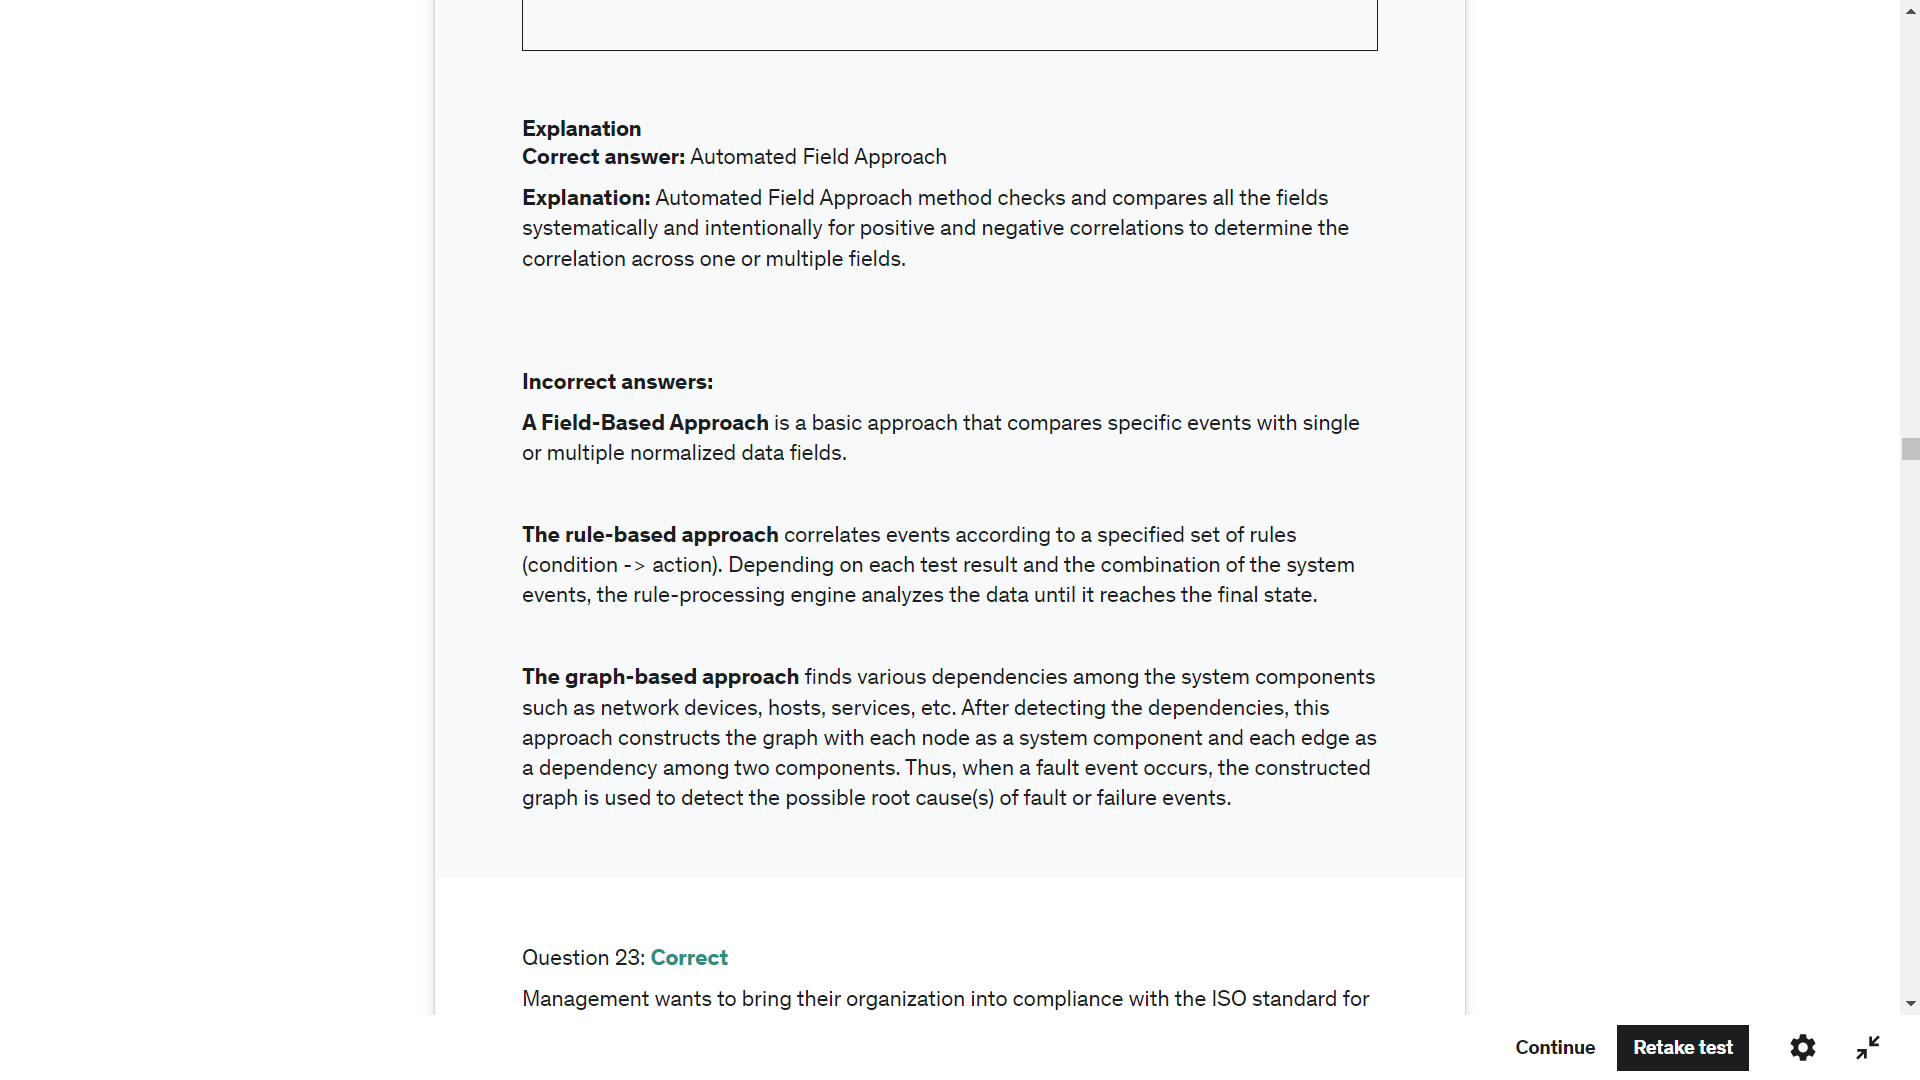 Explanation
Correct answer: Automated Field Approach
Explanation: Automated Field Approach method checks and compares all the fields
systematically and intentionally for positive and negative correlations to determine the
correlation across one or multiple fields.
Incorrect answers:
A Field-Based Approach is a basic approach that compares specific events with single
or multiple normalized data fields.
The rule-based approach correlates events according to a specified set of rules
(condition -> action). Depending on each test result and the combination of the system
events, the rule-processing engine analyzes the data until it reaches the final state.
The graph-based approach finds various dependencies among the system components
such as network devices, hosts, services, etc. After detecting the dependencies, this
approach constructs the graph with each node as a system component and each edge as
a dependency among two components. Thus, when a fault event occurs, the constructed
graph is used to detect the possible root cause(s) of fault or failure events.
Question 23: Correct
Management wants to bring their organization into compliance with the ISO standard for
Continue
Retake test